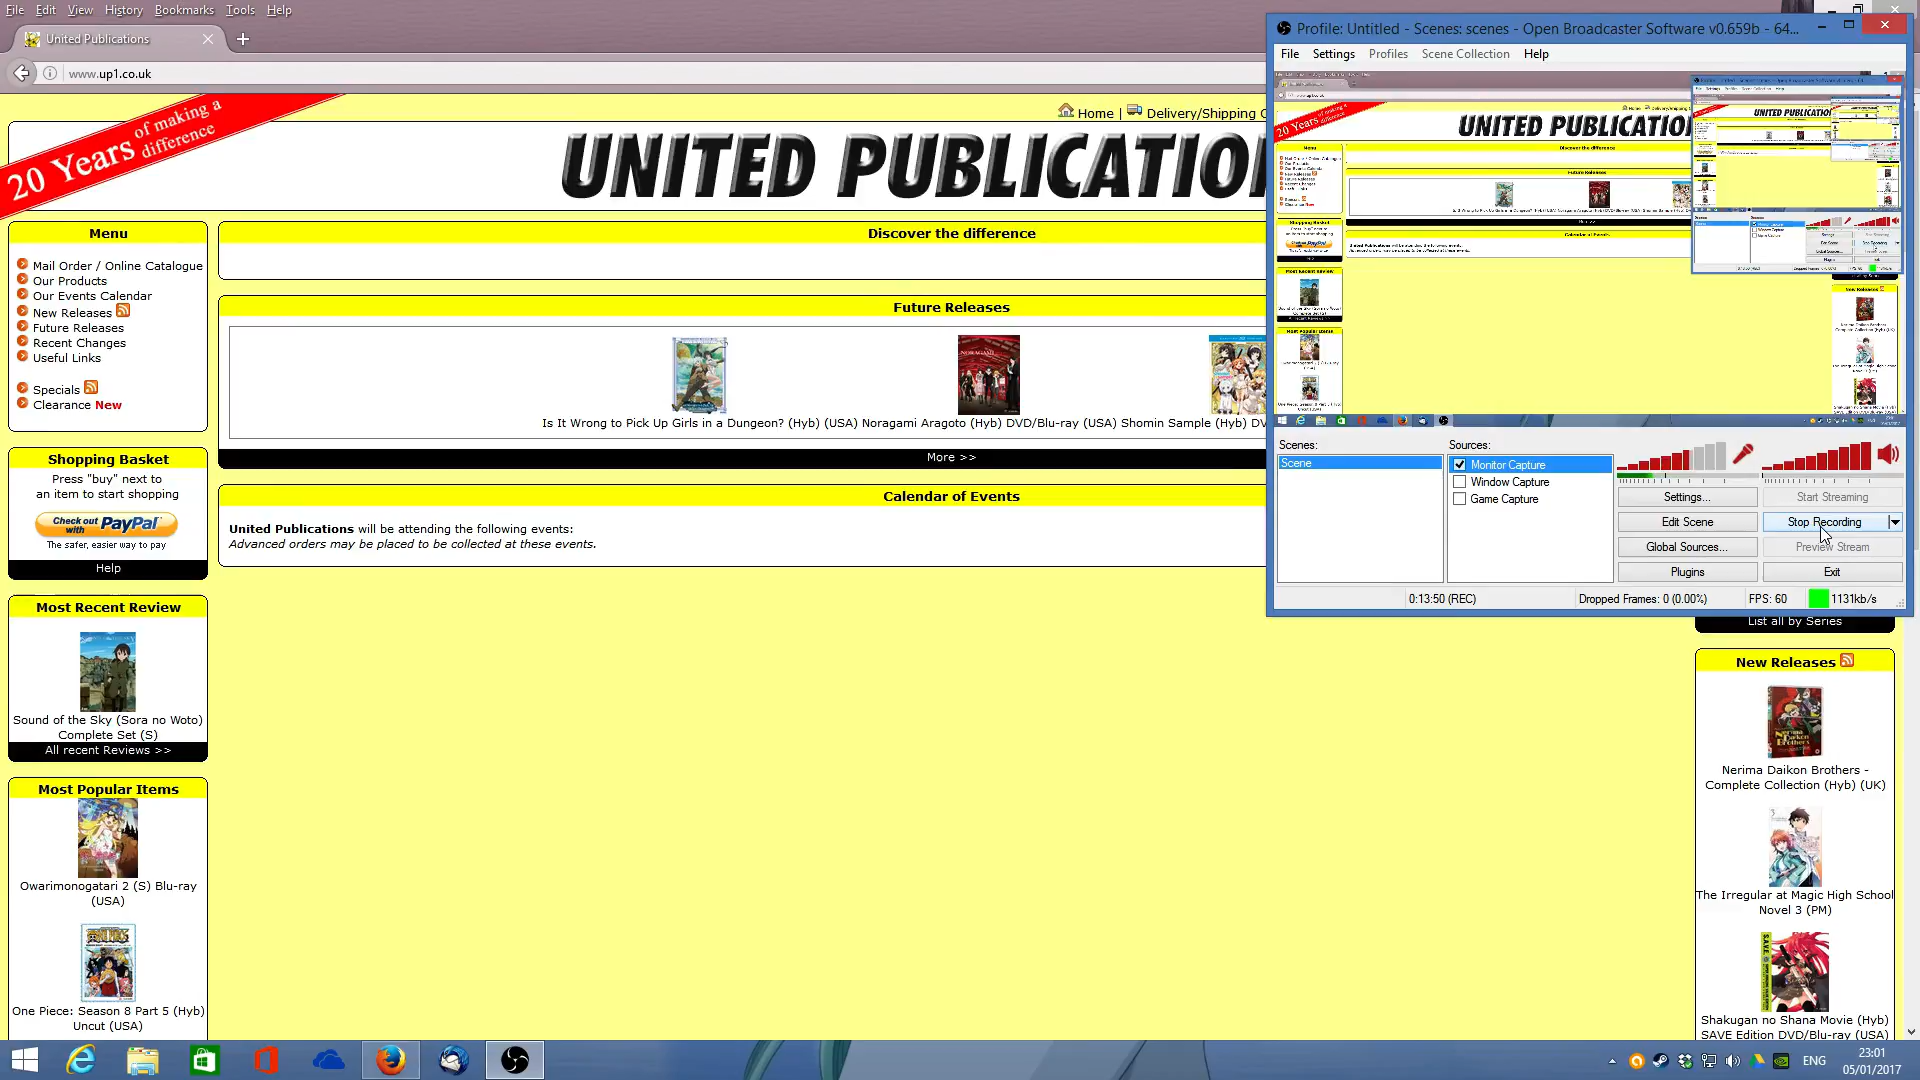 File Edit View History Bookmarks Tools Help
United Publications
www.up1.co.uk
20 Years of making a difference
Home | Delivery/Shipping
UNITED PUBLICATIO
Menu
Mail Order / Online Catalogue
Our Products
Our Events Calendar
New Releases
Future Releases
Recent Changes
Useful Links
Specials
Clearance New
Shopping Basket
Press "buy" next to
an item to start shopping
Check out with PayPal
The safer, easier way to pay
Help
Most Recent Review
Sound of the Sky (Sora no Woto)
Complete Set (S)
All recent Reviews >>
Most Popular Items
Owarimonogatari 2 (S) Blu-ray
(USA)
One Piece: Season 8 Part 5 (Hyb)
Uncut (USA)
Discover the difference
Future Releases
Is It Wrong to Pick Up Girls in a Dungeon? (Hyb) (USA) Noragami Aragoto (Hyb) DVD/Blu-ray (USA) Shomin Sample (Hyb) DV
More >>
Calendar of Events
United Publications will be attending the following events:
Advanced orders may be placed to be collected at these events.
Profile: Untitled - Scenes: scenes - Open Broadcaster Software v0.659b - 64...
File Settings Profiles Scene Collection Help
20 Years
UNITED PUBLICATIO
Discover the difference
Future Releases
Calendar of Events
Scenes:
Scene
Sources:
Monitor Capture
Window Capture
Game Capture
Settings...
Start Streaming
Edit Scene
Stop Recording
Global Sources...
Preview Stream
Plugins
Exit
0:13:50 (REC)
Dropped Frames: 0 (0.00%)
FPS: 60
1131kb/s
List all by Series
New Releases
Nerima Daikon Brothers -
Complete Collection (Hyb) (UK)
The Irregular at Magic High School
Novel 3 (PM)
Shakugan no Shana Movie (Hyb)
SAVE Edition DVD/Blu-ray (USA)
ENG
23:01
05/01/2017